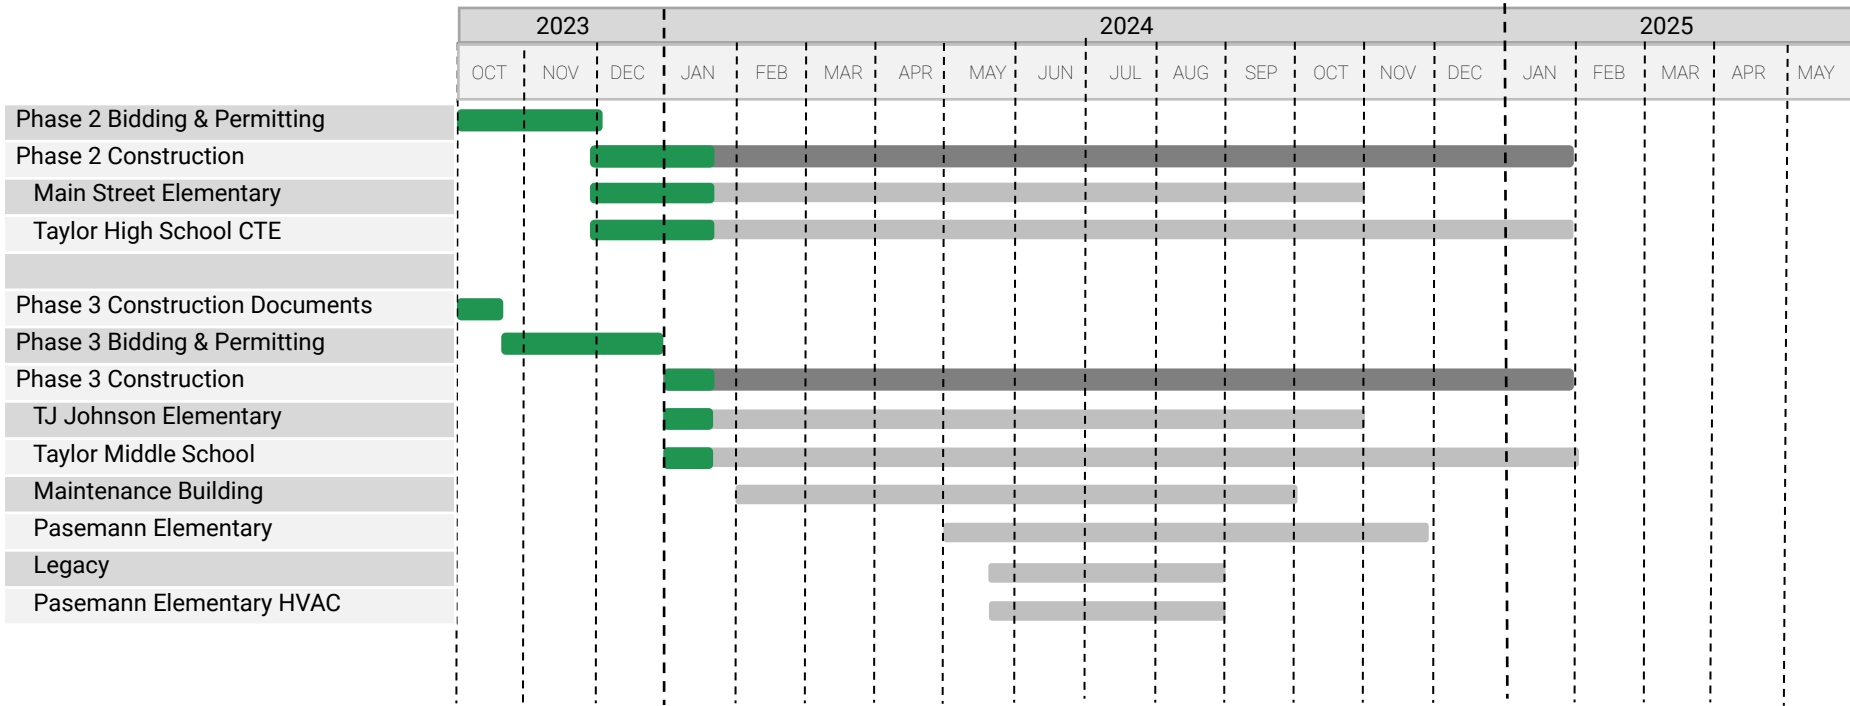 2023 2024 2025
OCT NOV DEC JAN FEB MAR APR MAY JUN JUL AUG SEP OCT NOV DEC JAN FEB MAR APR MAY
Phase 2 Bidding & Permitting
Phase 2 Construction
Main Street Elementary
Taylor High School CTE
Phase 3 Construction Documents
Phase 3 Bidding & Permitting
Phase 3 Construction
TJ Johnson Elementary
Taylor Middle School
Maintenance Building
Pasemann Elementary
Legacy
Pasemann Elementary HVAC